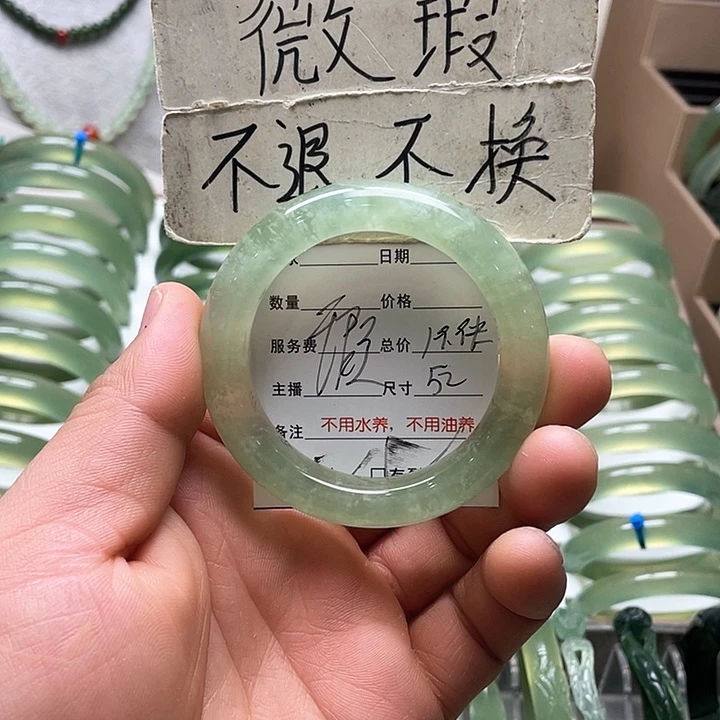 微瑕
不退不换
日期
数量 价格
服务费 瑕 总价
主播 尺寸 52
备注 不用水养，不用油养